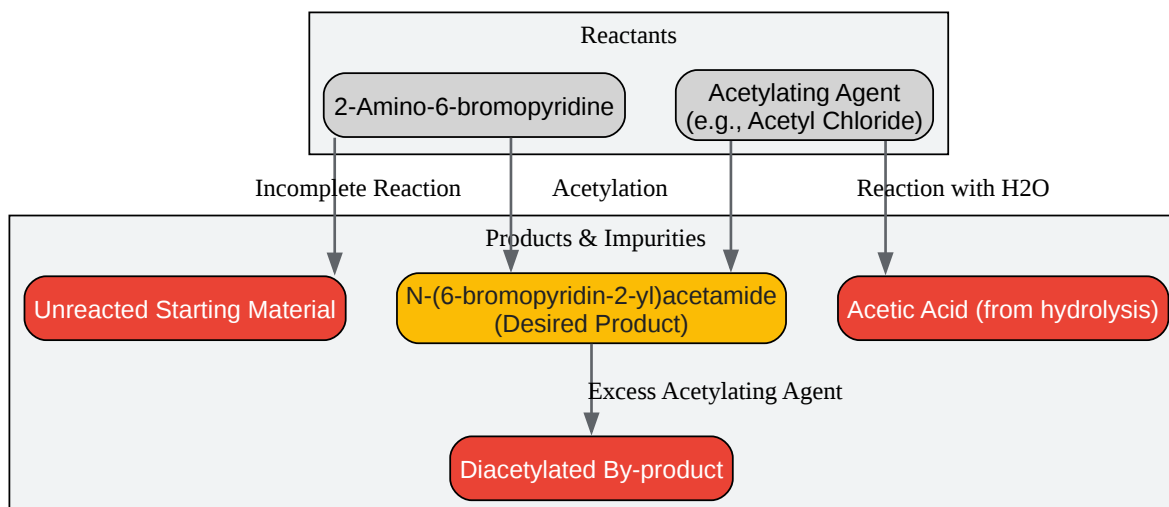 Reactants
2-Amino-6-bromopyridine
Acetylating Agent
(e.g., Acetyl Chloride)
Incomplete Reaction
Acetylation
Reaction with H2O
Products & Impurities
Unreacted Starting Material
N-(6-bromopyridin-2-yl)acetamide
(Desired Product)
Acetic Acid (from hydrolysis)
Excess Acetylating Agent
Diacetylated By-product